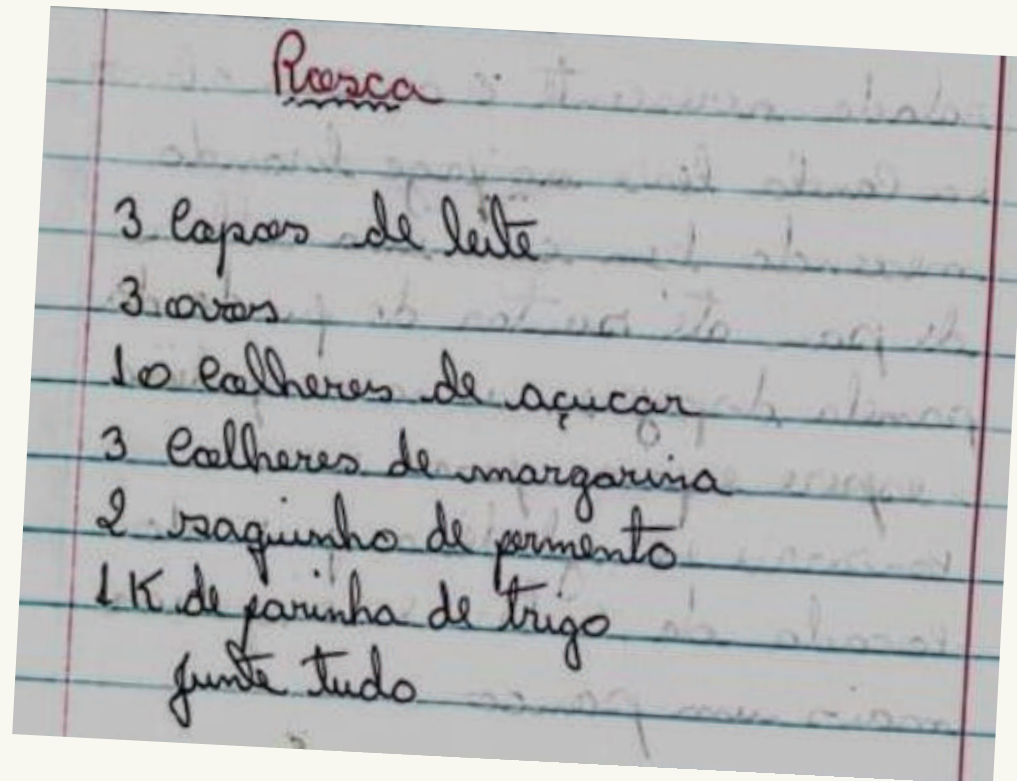 Rosca
3 Copos de leite
3 ovos
10 Colheres de açucar
3 Colheres de margarina
2 saquinho de fermento
1 K de farinha de trigo
Junte tudo